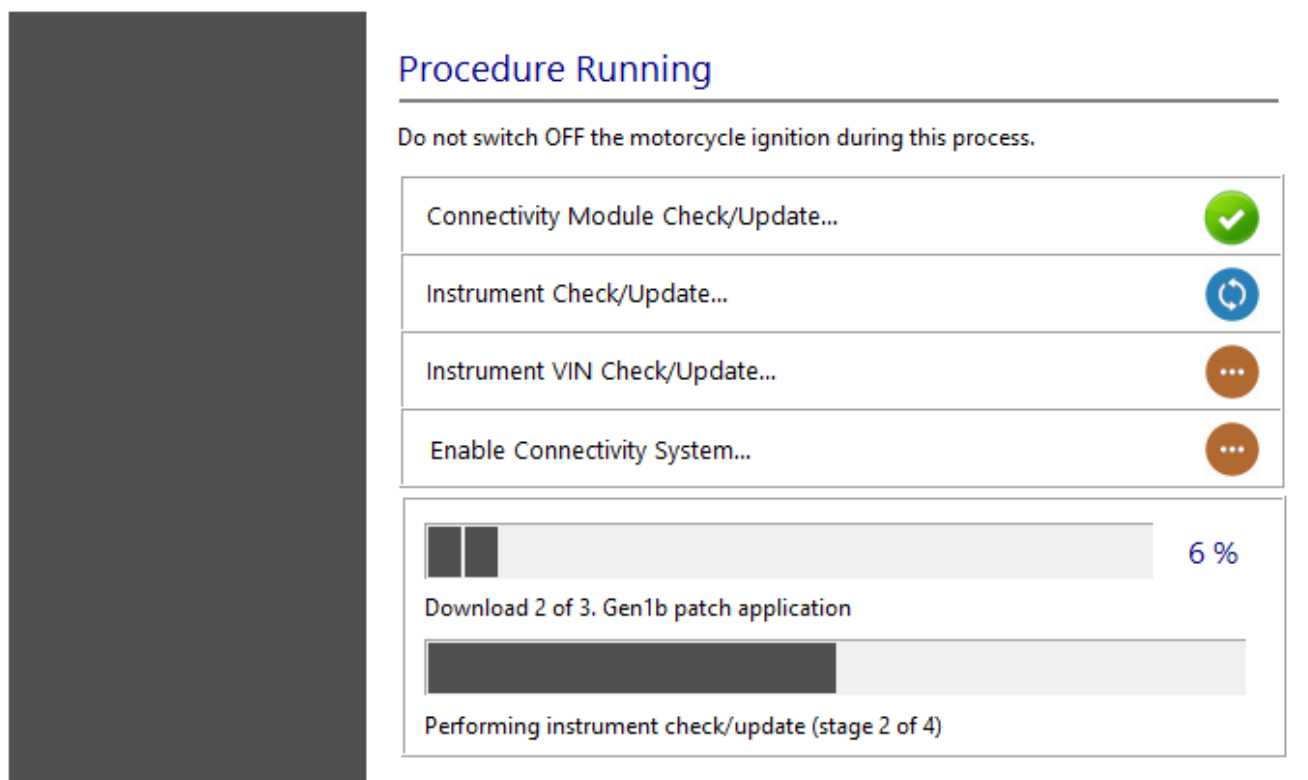 Procedure Running
Do not switch OFF the motorcycle ignition during this process.
Connectivity Module Check/Update...
Instrument Check/Update...
Instrument VIN Check/Update...
Enable Connectivity System...
6 %
Download 2 of 3. Gen1b patch application
Performing instrument check/update (stage 2 of 4)